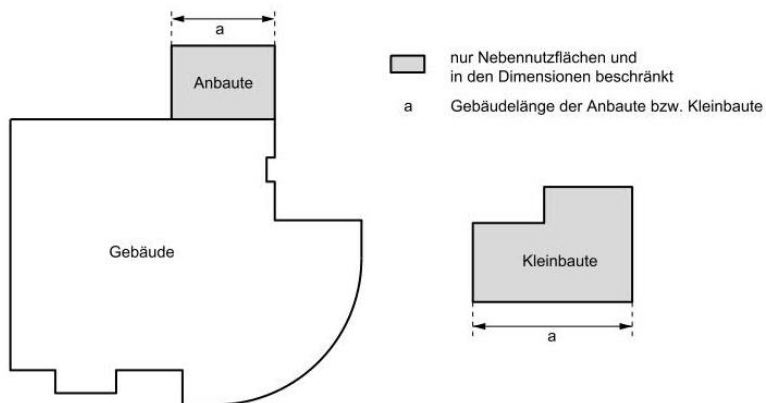 a
Anbaute
nur Nebennutzflächen und
in den Dimensionen beschränkt
a Gebäudelänge der Anbaute bzw. Kleinbaute
Gebäude
Kleinbaute
a